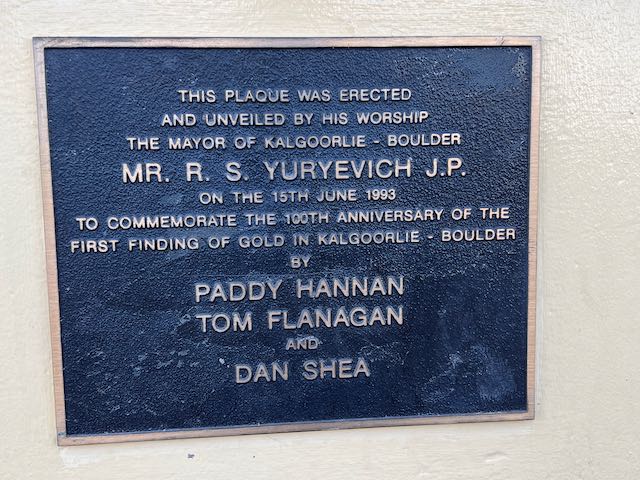 THIS PLAQUE WAS ERECTED
AND UNVEILED BY HIS WORSHIP
THE MAYOR OF KALGOORLIE - BOULDER
MR. R. S. YURYEVICH J.P.
ON THE 15TH JUNE 1993
TO COMMEMORATE THE 100TH ANNIVERSARY OF THE
FIRST FINDING OF GOLD IN KALGOORLIE - BOULDER
BY
PADDY HANNAN
TOM FLANAGAN
AND
DAN SHEA